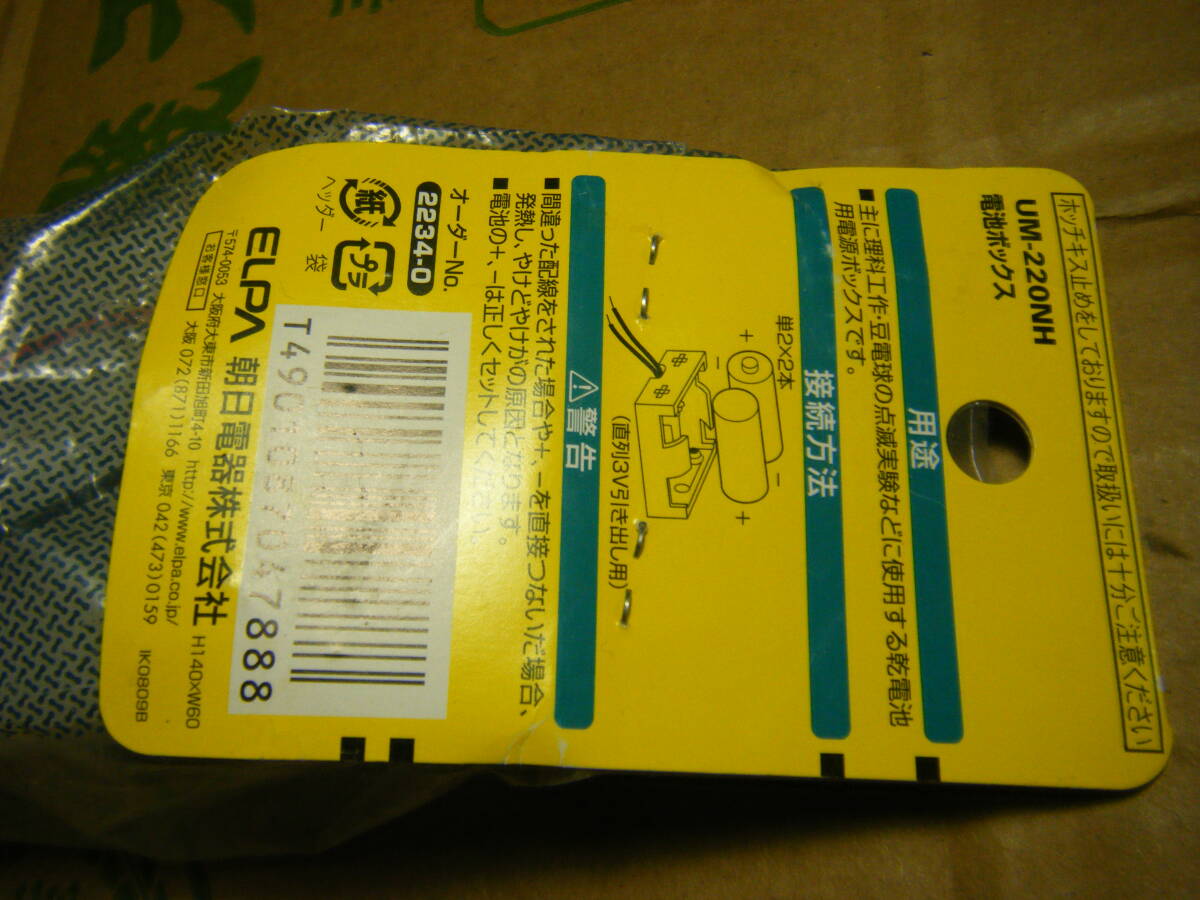 ホッチキス止めをしておりますので取扱いには十分ご注意ください
UM-220NH
電池ボックス
用途
■主に理科工作・豆電球の点滅実験などに使用する乾電池
用電源ボックスです。
接続方法
単2×2本
+
−
−
+
(直列3V引き出し用)
⚠警告
■間違った配線をされた場合や+、−を直接つないだ場合、
発熱し、やけどやけがの原因となります。
■電池の+、−は正しくセットしてください。
オーダーNo.
2234-0
紙
ヘッダー
プラ
袋
T4901087047888
ELPA 朝日電器株式会社 H140×W60
〒574-0053 大阪府大東市新田旭町4-10 http://www.elpa.co.jp/
お客様窓口 大阪 072(871)1166 東京 042(473)0159
IK0809B